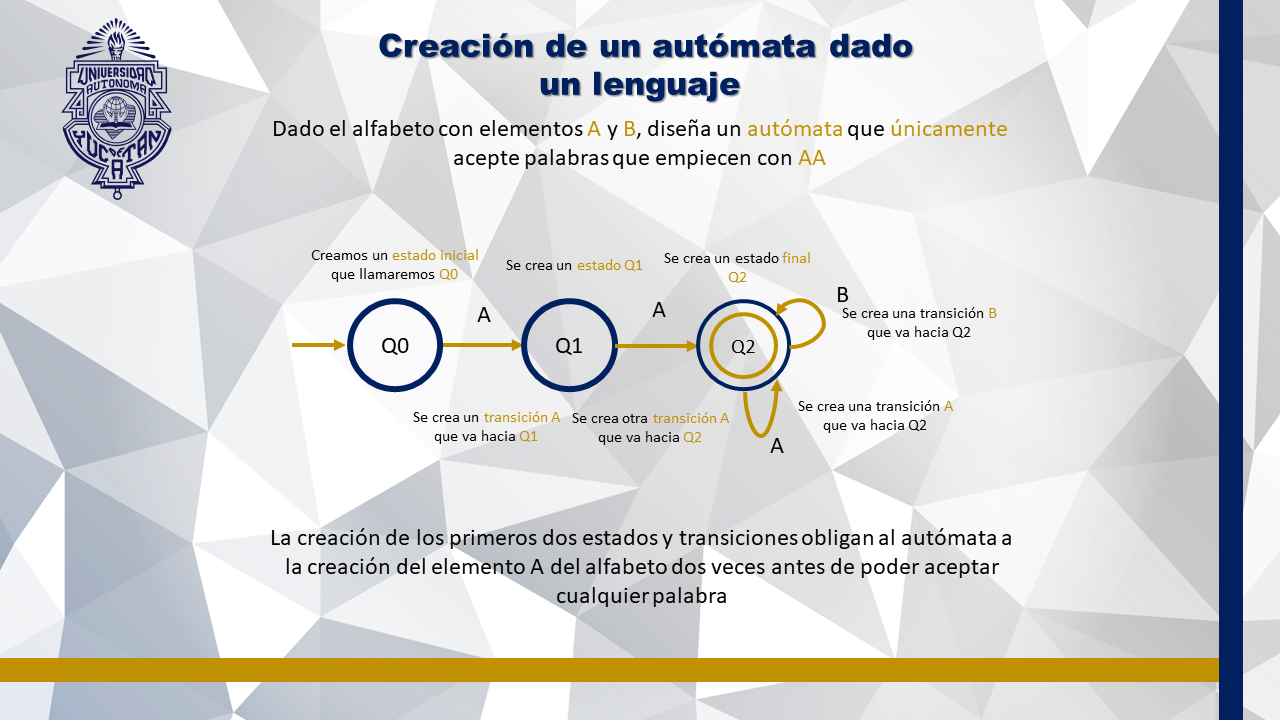 UNIVERSIDAD
AUTONOMA
DE
YUCATAN
Creación de un autómata dado
un lenguaje
Dado el alfabeto con elementos A y B, diseña un autómata que únicamente
acepte palabras que empiecen con AA
Creamos un estado inicial
que llamaremos Q0
Se crea un estado Q1
Se crea un estado final
Q2
A
A
B
Se crea una transición B
que va hacia Q2
Q0
Q1
Q2
Se crea un transición A
que va hacia Q1
Se crea otra transición A
que va hacia Q2
Se crea una transición A
que va hacia Q2
A
La creación de los primeros dos estados y transiciones obligan al autómata a
la creación del elemento A del alfabeto dos veces antes de poder aceptar
cualquier palabra